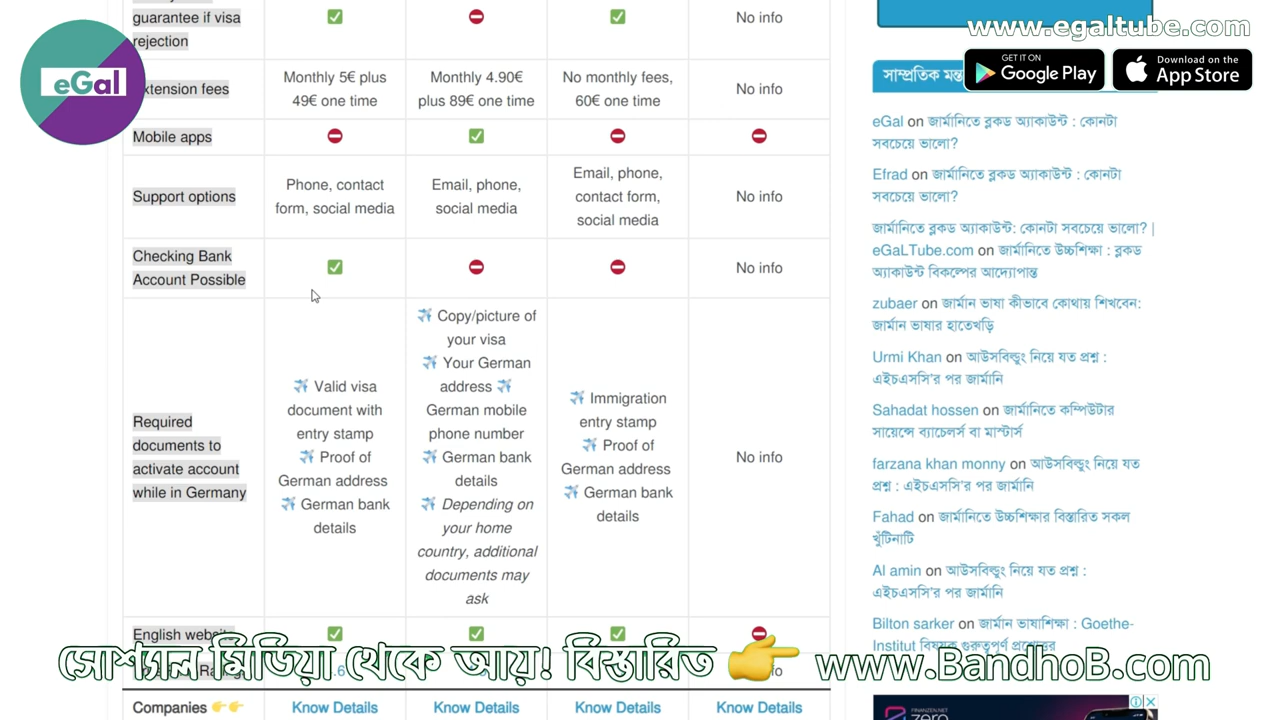 guarantee if visa
rejection
No info
www.egaltube.com
eGal
GET IT ON
Google Play
Download on the
App Store
xtension fees
Monthly 5€ plus
49€ one time
Monthly 4.90€
plus 89€ one time
No monthly fees,
60€ one time
No info
Mobile apps
Support options
Phone, contact
form, social media
Email, phone,
social media
Email, phone,
contact form,
social media
No info
Checking Bank
Account Possible
No info
Required
documents to
activate account
while in Germany
Valid visa
document with
entry stamp
Proof of
German address
German bank
details
Copy/picture of
your visa
Your German
address
German mobile
phone number
German bank
details
Depending on
your home
country, additional
documents may
ask
Immigration
entry stamp
Proof of
German address
German bank
details
No info
English website
Companies
Know Details
Know Details
Know Details
Know Details
সাম্প্রতিক
eGal on জার্মানিতে ব্লকড অ্যাকাউন্ট : কোনটা
সবচেয়ে ভালো?
Efrad on জার্মানিতে ব্লকড অ্যাকাউন্ট : কোনটা
সবচেয়ে ভালো?
জার্মানিতে ব্লকড অ্যাকাউন্ট: কোনটা সবচেয়ে ভালো? |
eGaLTube.com on জার্মানিতে উচ্চশিক্ষা : ব্লকড
অ্যাকাউন্ট বিকল্পের আদ্যোপান্ত
zubaer on জার্মান ভাষা কীভাবে কোথায় শিখবেন:
জার্মান ভাষার হাতেখড়ি
Urmi Khan on আউসবিল্ডুং নিয়ে যত প্রশ্ন :
এইচএসসি’র পর জার্মানি
Sahadat hossen on জার্মানিতে কম্পিউটার
সায়েন্সে ব্যাচেলর্স বা মাস্টার্স
farzana khan monny on আউসবিল্ডুং নিয়ে যত
প্রশ্ন : এইচএসসি’র পর জার্মানি
Fahad on জার্মানিতে উচ্চশিক্ষার বিস্তারিত সকল
খুঁটিনাটি
Al amin on আউসবিল্ডুং নিয়ে যত প্রশ্ন :
এইচএসসি’র পর জার্মানি
Bilton sarker on জার্মান ভাষাশিক্ষা : Goethe-
Institut বিষয়ক গুরুত্বপূর্ণ প্রশ্নোত্তর
সোশ্যাল মিডিয়া থেকে আয়! বিস্তারিত www.BandhoB.com
FINANZEN.NET
zero